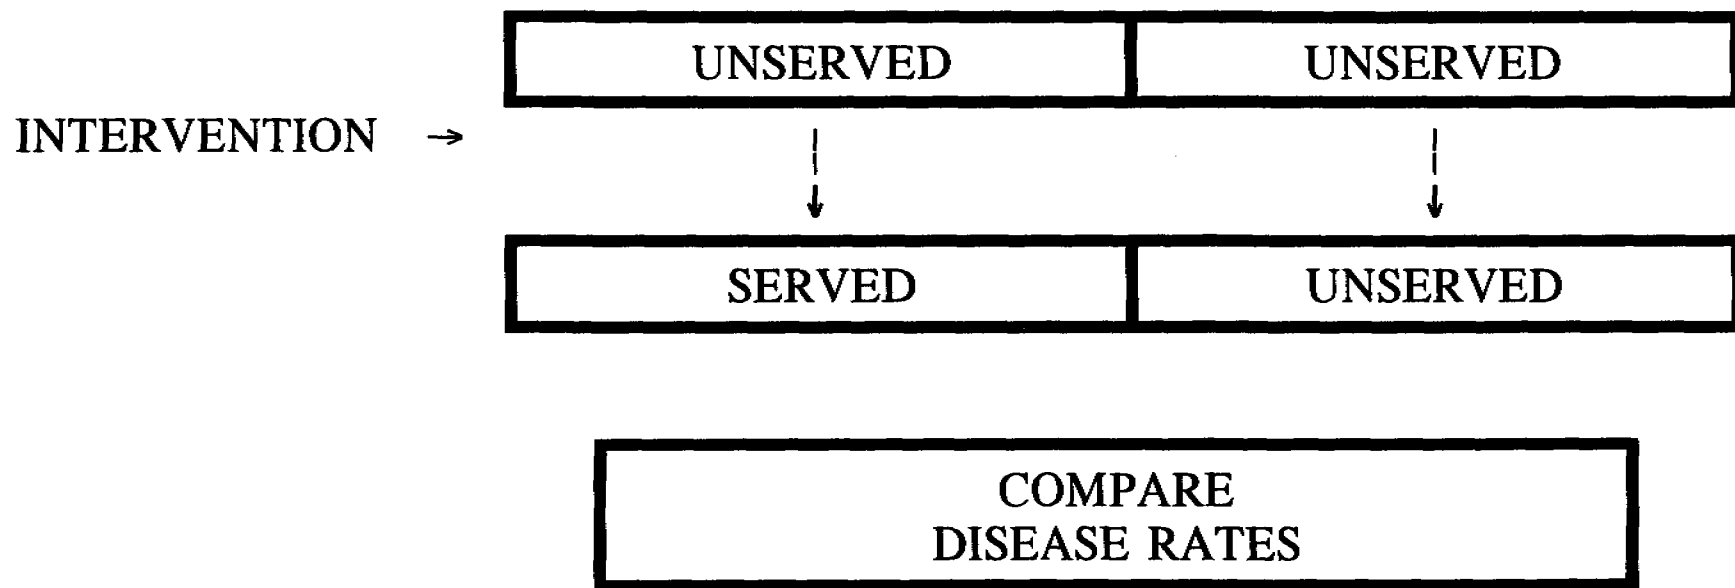 UNSERVED UNSERVED
INTERVENTION →
SERVED UNSERVED
COMPARE
DISEASE RATES